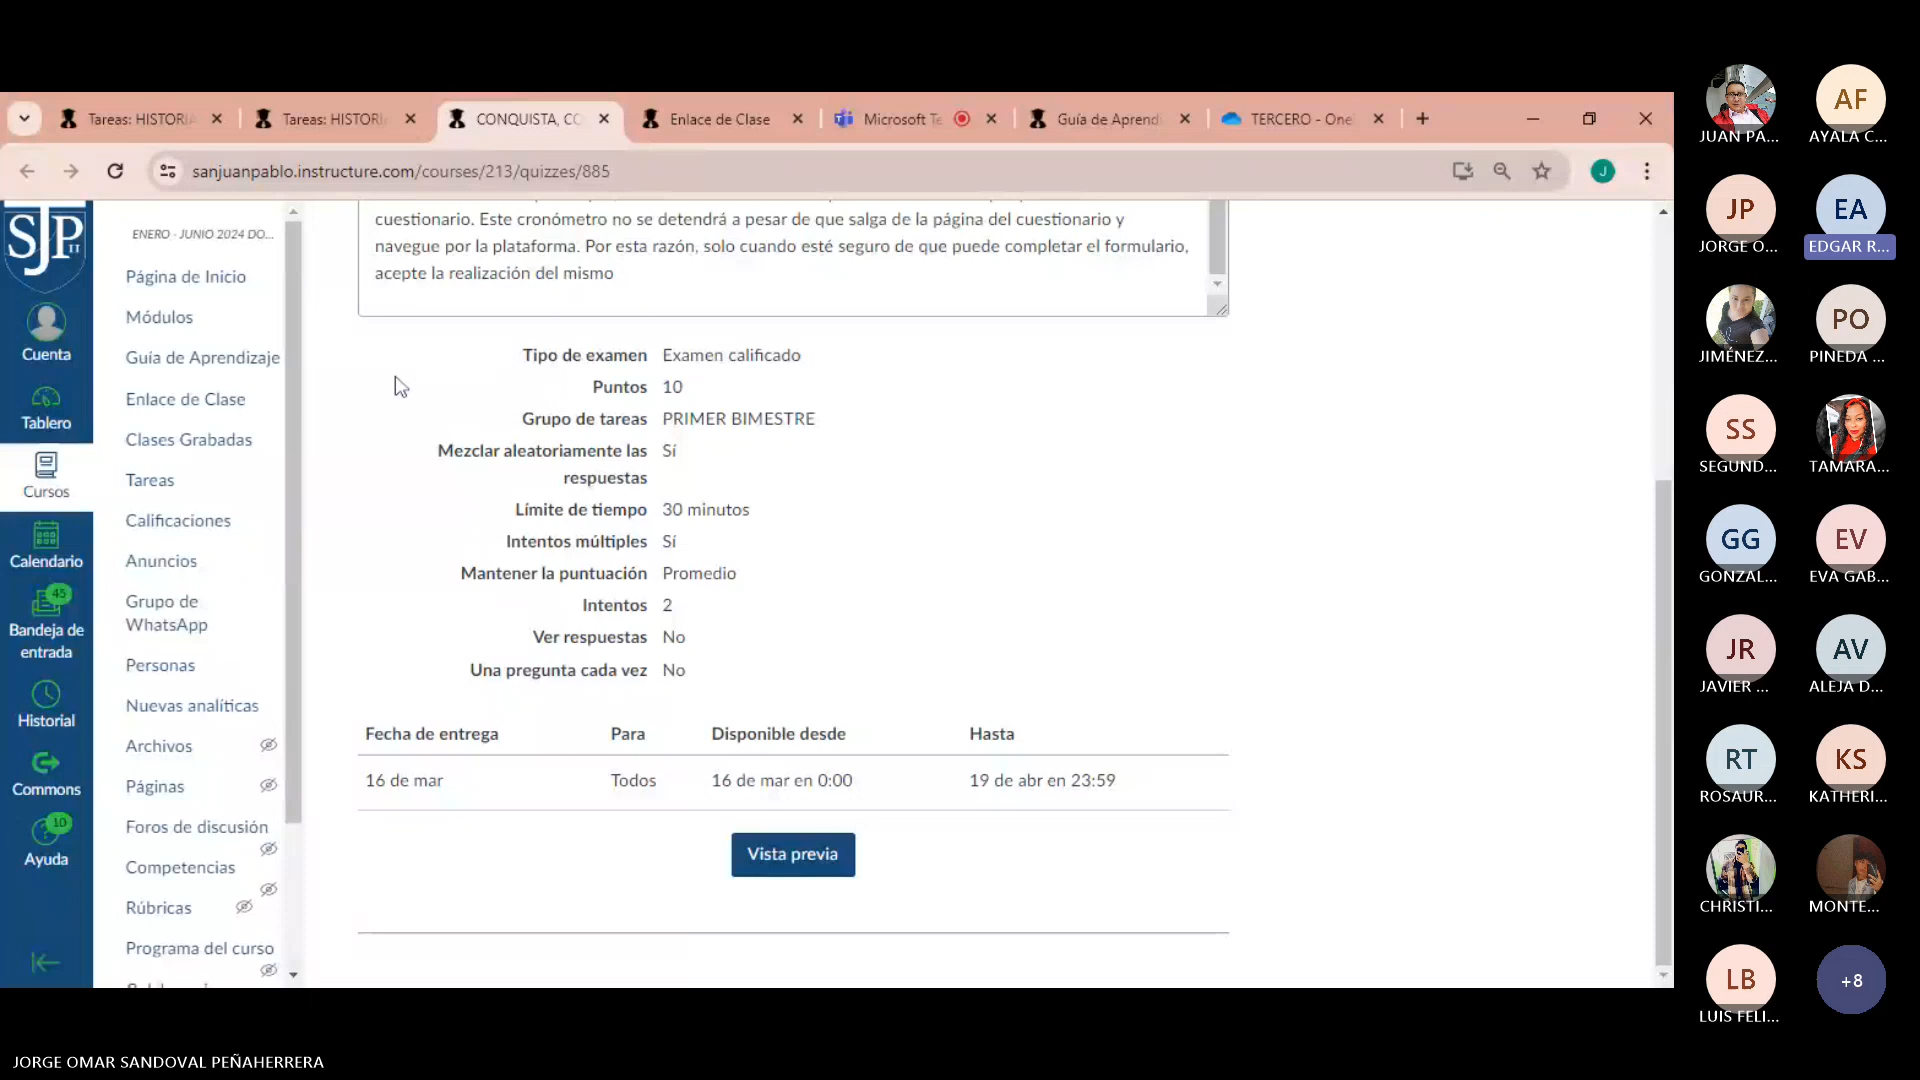 Tareas: HISTORIA
Tareas: HISTORI
CONQUISTA, CO
Enlace de Clase
Microsoft Te
Guía de Aprend
TERCERO - One
sanjuanpablo.instructure.com/courses/213/quizzes/885
J
SJP
II
Cuenta
Tablero
Cursos
Calendario
45
Bandeja de
entrada
Historial
Commons
10
Ayuda
ENERO - JUNIO 2024 DO...
Página de Inicio
Módulos
Guía de Aprendizaje
Enlace de Clase
Clases Grabadas
Tareas
Calificaciones
Anuncios
Grupo de
WhatsApp
Personas
Nuevas analíticas
Archivos
Páginas
Foros de discusión
Competencias
Rúbricas
Programa del curso
cuestionario. Este cronómetro no se detendrá a pesar de que salga de la página del cuestionario y
navegue por la plataforma. Por esta razón, solo cuando esté seguro de que puede completar el formulario,
acepte la realización del mismo
Tipo de examen Examen calificado
Puntos 10
Grupo de tareas PRIMER BIMESTRE
Mezclar aleatoriamente las Sí
respuestas
Límite de tiempo 30 minutos
Intentos múltiples Sí
Mantener la puntuación Promedio
Intentos 2
Ver respuestas No
Una pregunta cada vez No
Fecha de entrega Para Disponible desde Hasta
16 de mar Todos 16 de mar en 0:00 19 de abr en 23:59
Vista previa
JUAN PA...
AF
AYALA C...
JP
JORGE O...
EA
EDGAR R...
JIMÉNEZ...
PO
PINEDA ...
SS
SEGUND...
TAMARA...
GG
GONZAL...
EV
EVA GAB...
JR
JAVIER ...
AV
ALEJA D...
RT
ROSAUR...
KS
KATHERI...
CHRISTI...
MONTE...
LB
LUIS FELI...
+8
JORGE OMAR SANDOVAL PEÑAHERRERA